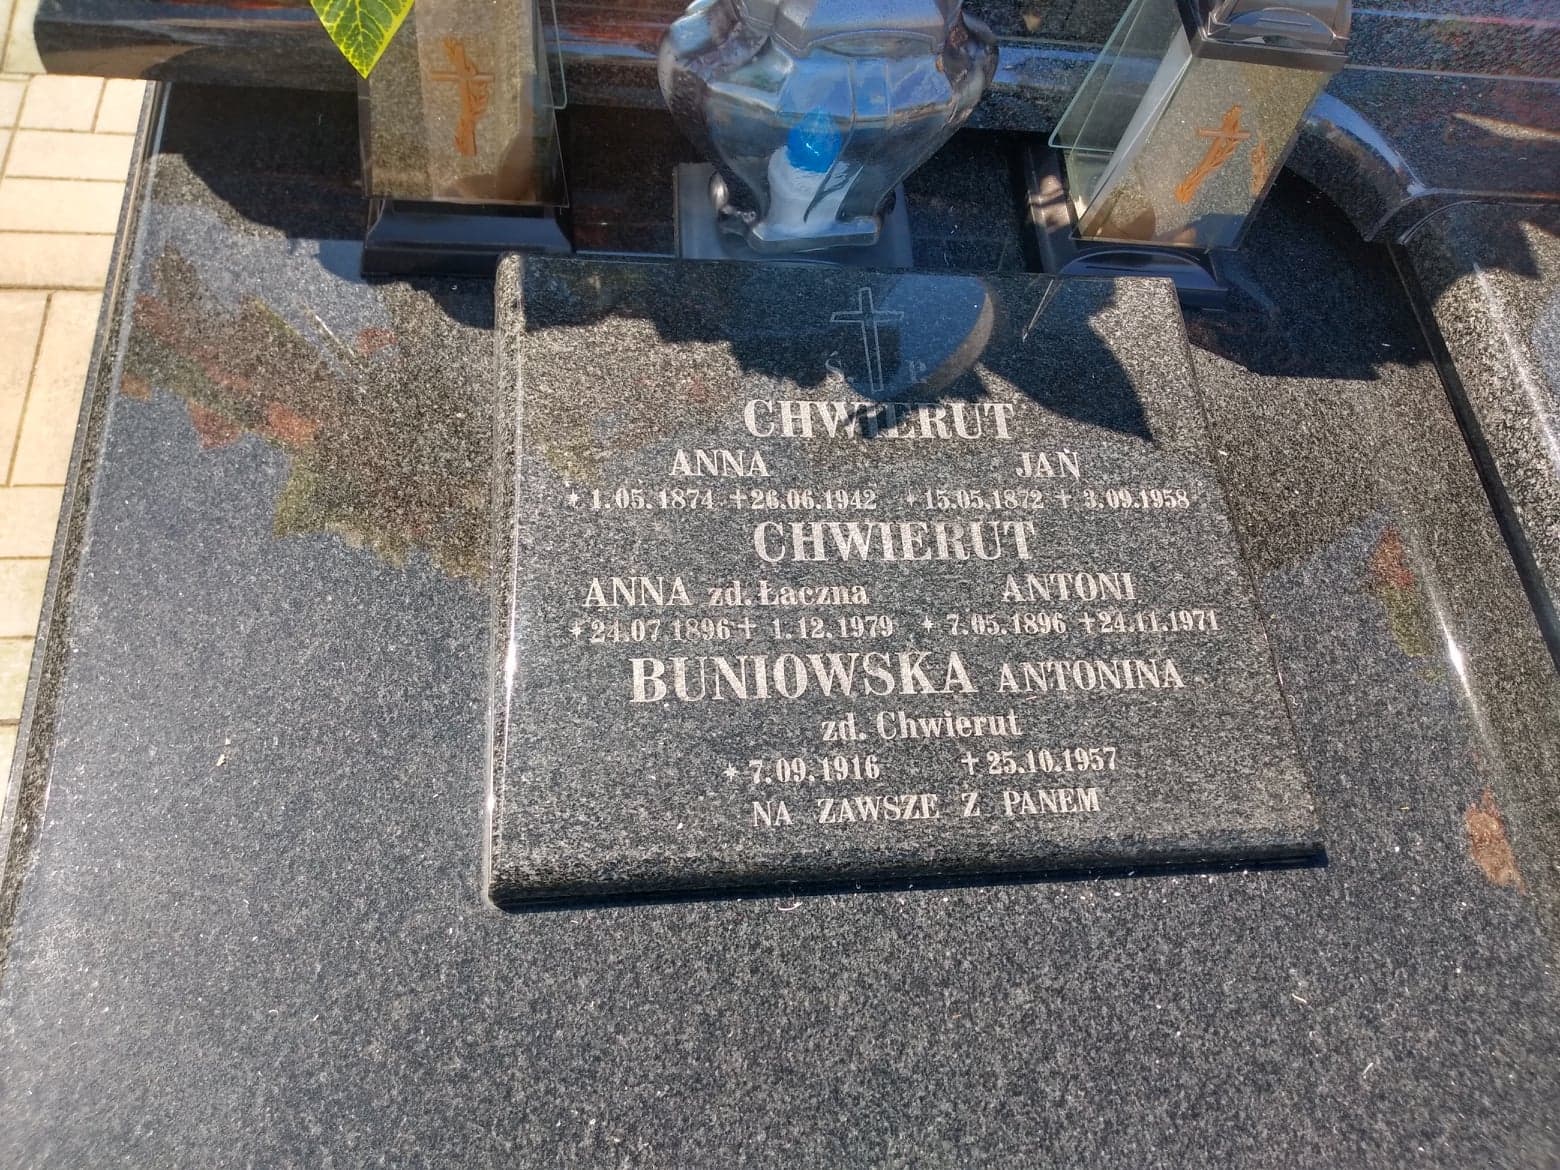 Ś. P.
CHWIERUT
ANNA JAN
* 1.05.1874 + 26.06.1942 * 15.05.1872 + 3.09.1958
CHWIERUT
ANNA zd. Łaczna ANTONI
* 24.07 1896 + 1.12.1979 * 7.05.1896 + 24.11.1971
BUNIOWSKA ANTONINA
zd. Chwierut
* 7.09.1916 + 25.10.1957
NA ZAWSZE Z PANEM